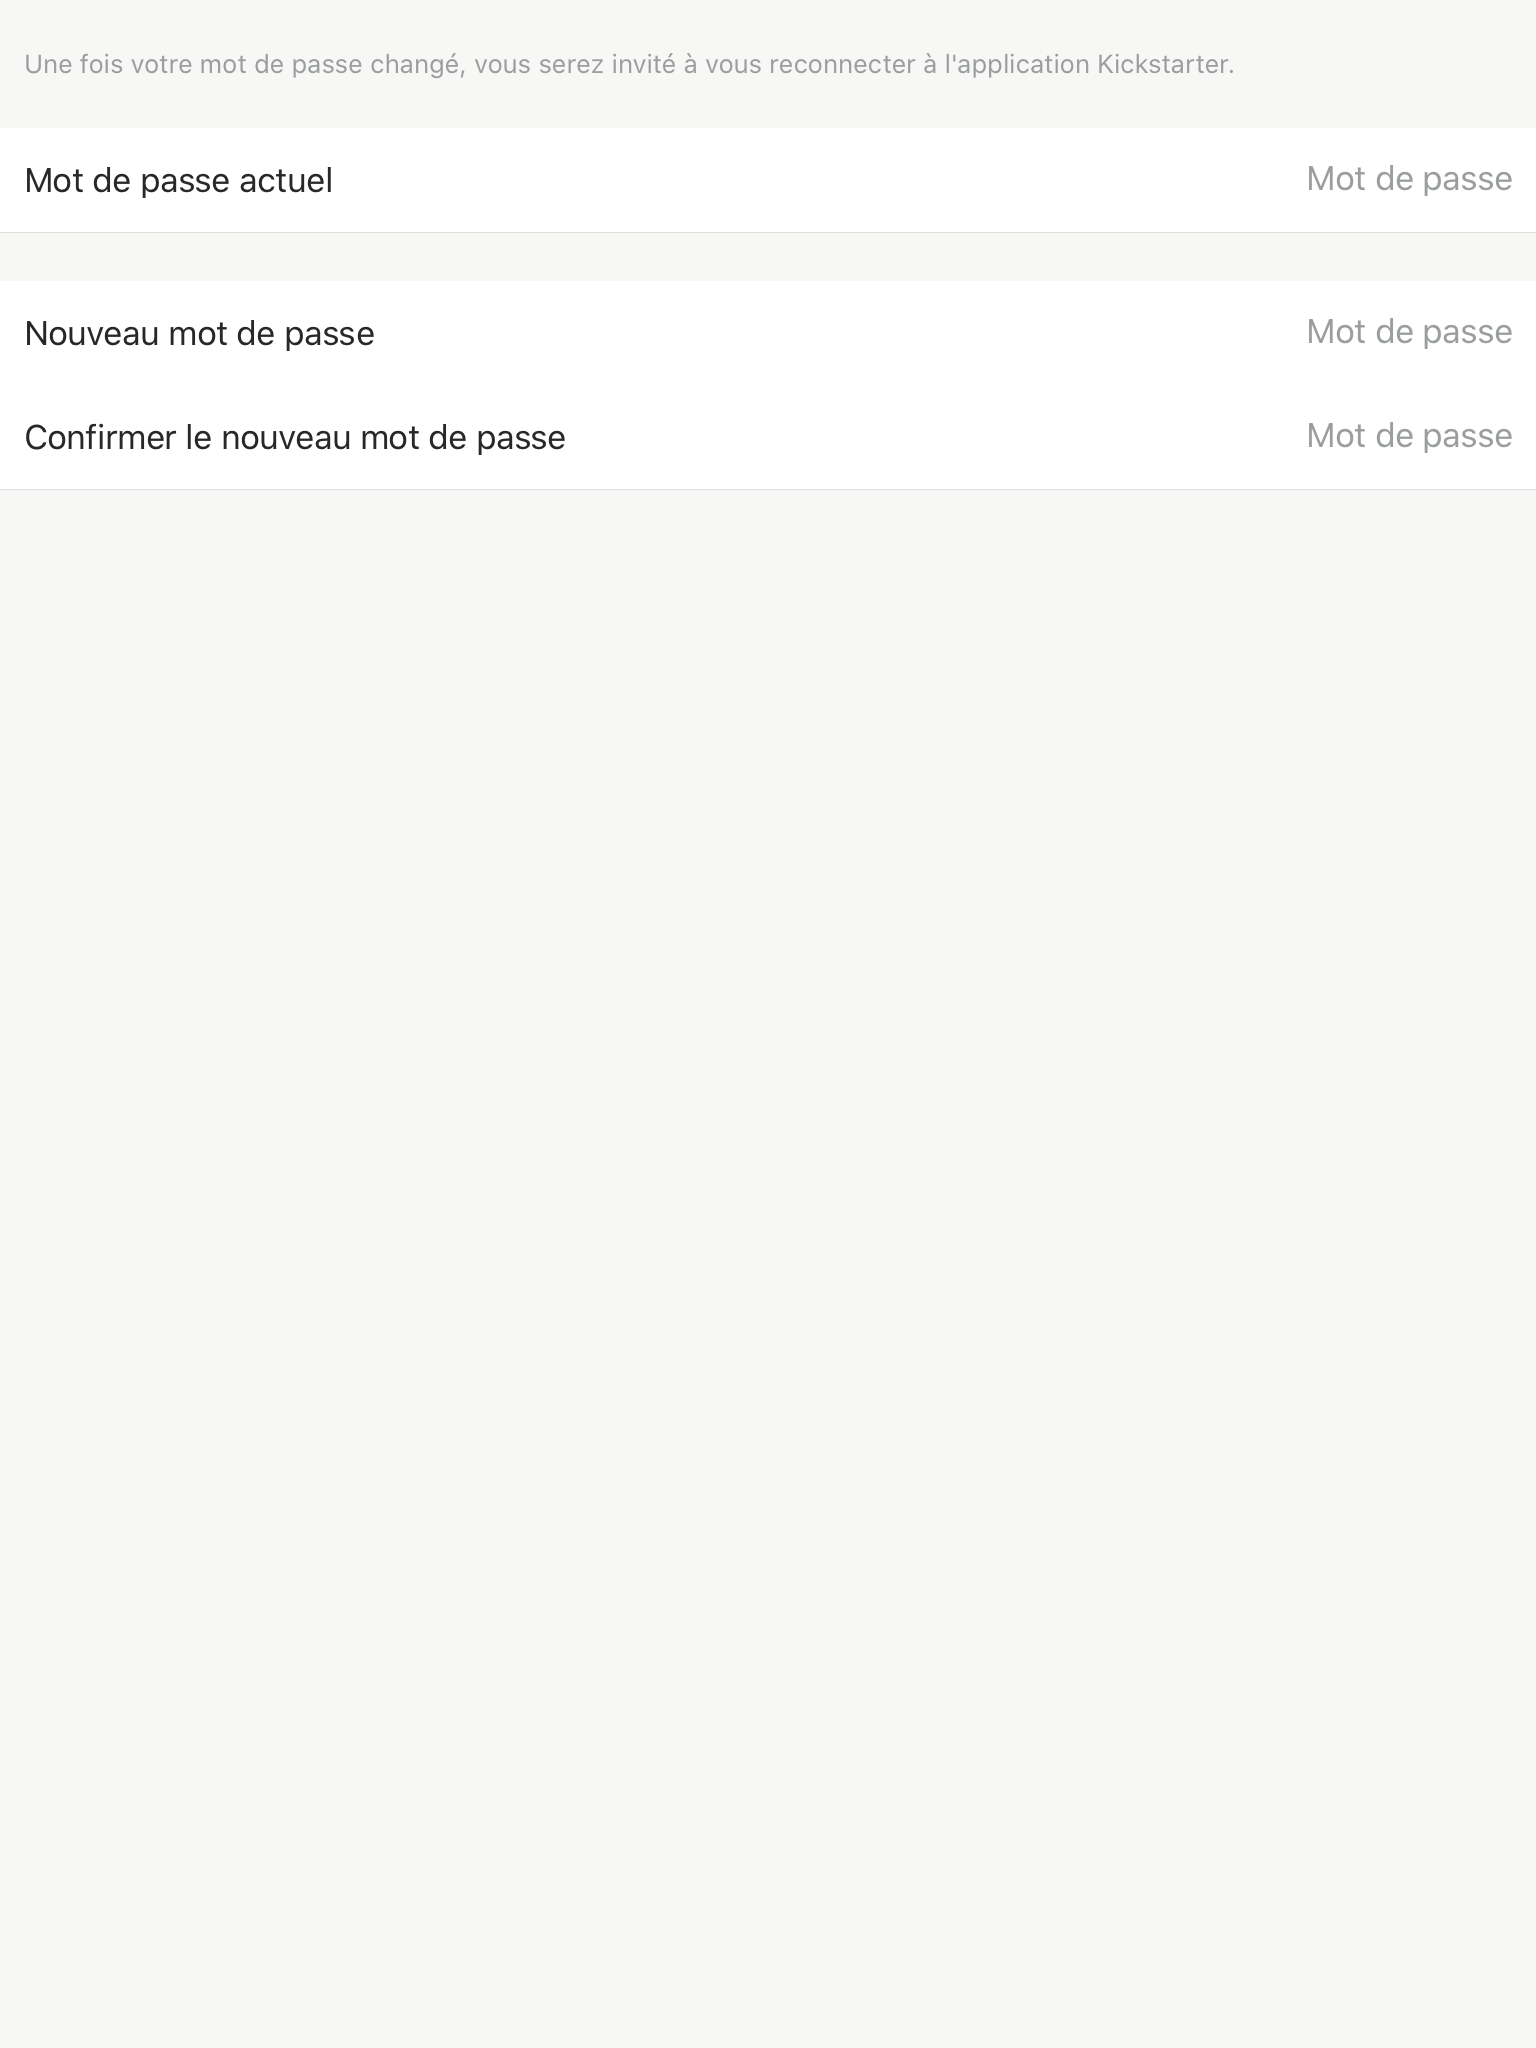 Une fois votre mot de passe changé, vous serez invité à vous reconnecter à l'application Kickstarter.
Mot de passe actuel Mot de passe
Nouveau mot de passe Mot de passe
Confirmer le nouveau mot de passe Mot de passe